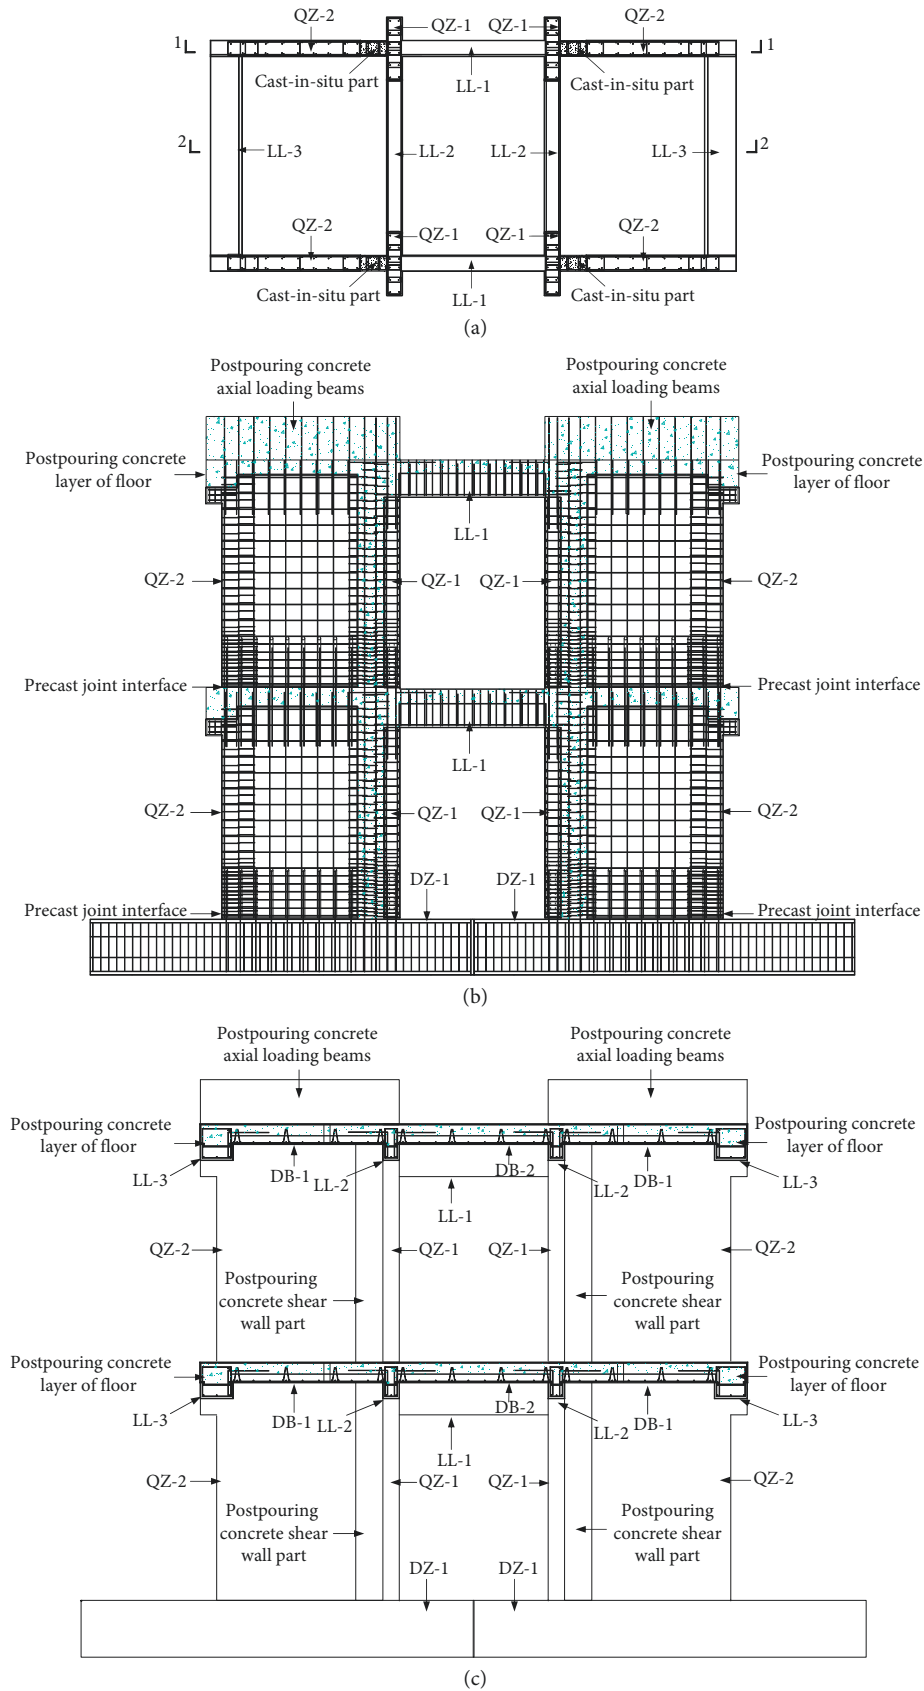 QZ-2
QZ-1
QZ-1
QZ-2
1
1
Cast-in-situ part
LL-1
Cast-in-situ part
2
LL-3
LL-2
LL-2
LL-3
2
QZ-2
QZ-1
QZ-1
QZ-2
Cast-in-situ part
LL-1
Cast-in-situ part
(a)
Postpouring concrete
axial loading beams
Postpouring concrete
axial loading beams
Postpouring concrete
layer of floor
Postpouring concrete
layer of floor
LL-1
QZ-2
QZ-1
QZ-1
QZ-2
Precast joint interface
Precast joint interface
LL-1
QZ-2
QZ-1
QZ-1
QZ-2
DZ-1
DZ-1
Precast joint interface
Precast joint interface
(b)
Postpouring concrete
axial loading beams
Postpouring concrete
axial loading beams
Postpouring concrete
layer of floor
Postpouring concrete
layer of floor
LL-3
DB-1
LL-2
DB-2
LL-2
DB-1
LL-3
LL-1
QZ-2
QZ-1
QZ-1
QZ-2
Postpouring
concrete shear
wall part
Postpouring
concrete shear
wall part
Postpouring concrete
layer of floor
Postpouring concrete
layer of floor
LL-3
DB-1
LL-2
DB-2
LL-2
DB-1
LL-3
LL-1
QZ-2
QZ-1
QZ-1
QZ-2
Postpouring
concrete shear
wall part
Postpouring
concrete shear
wall part
DZ-1
DZ-1
(c)